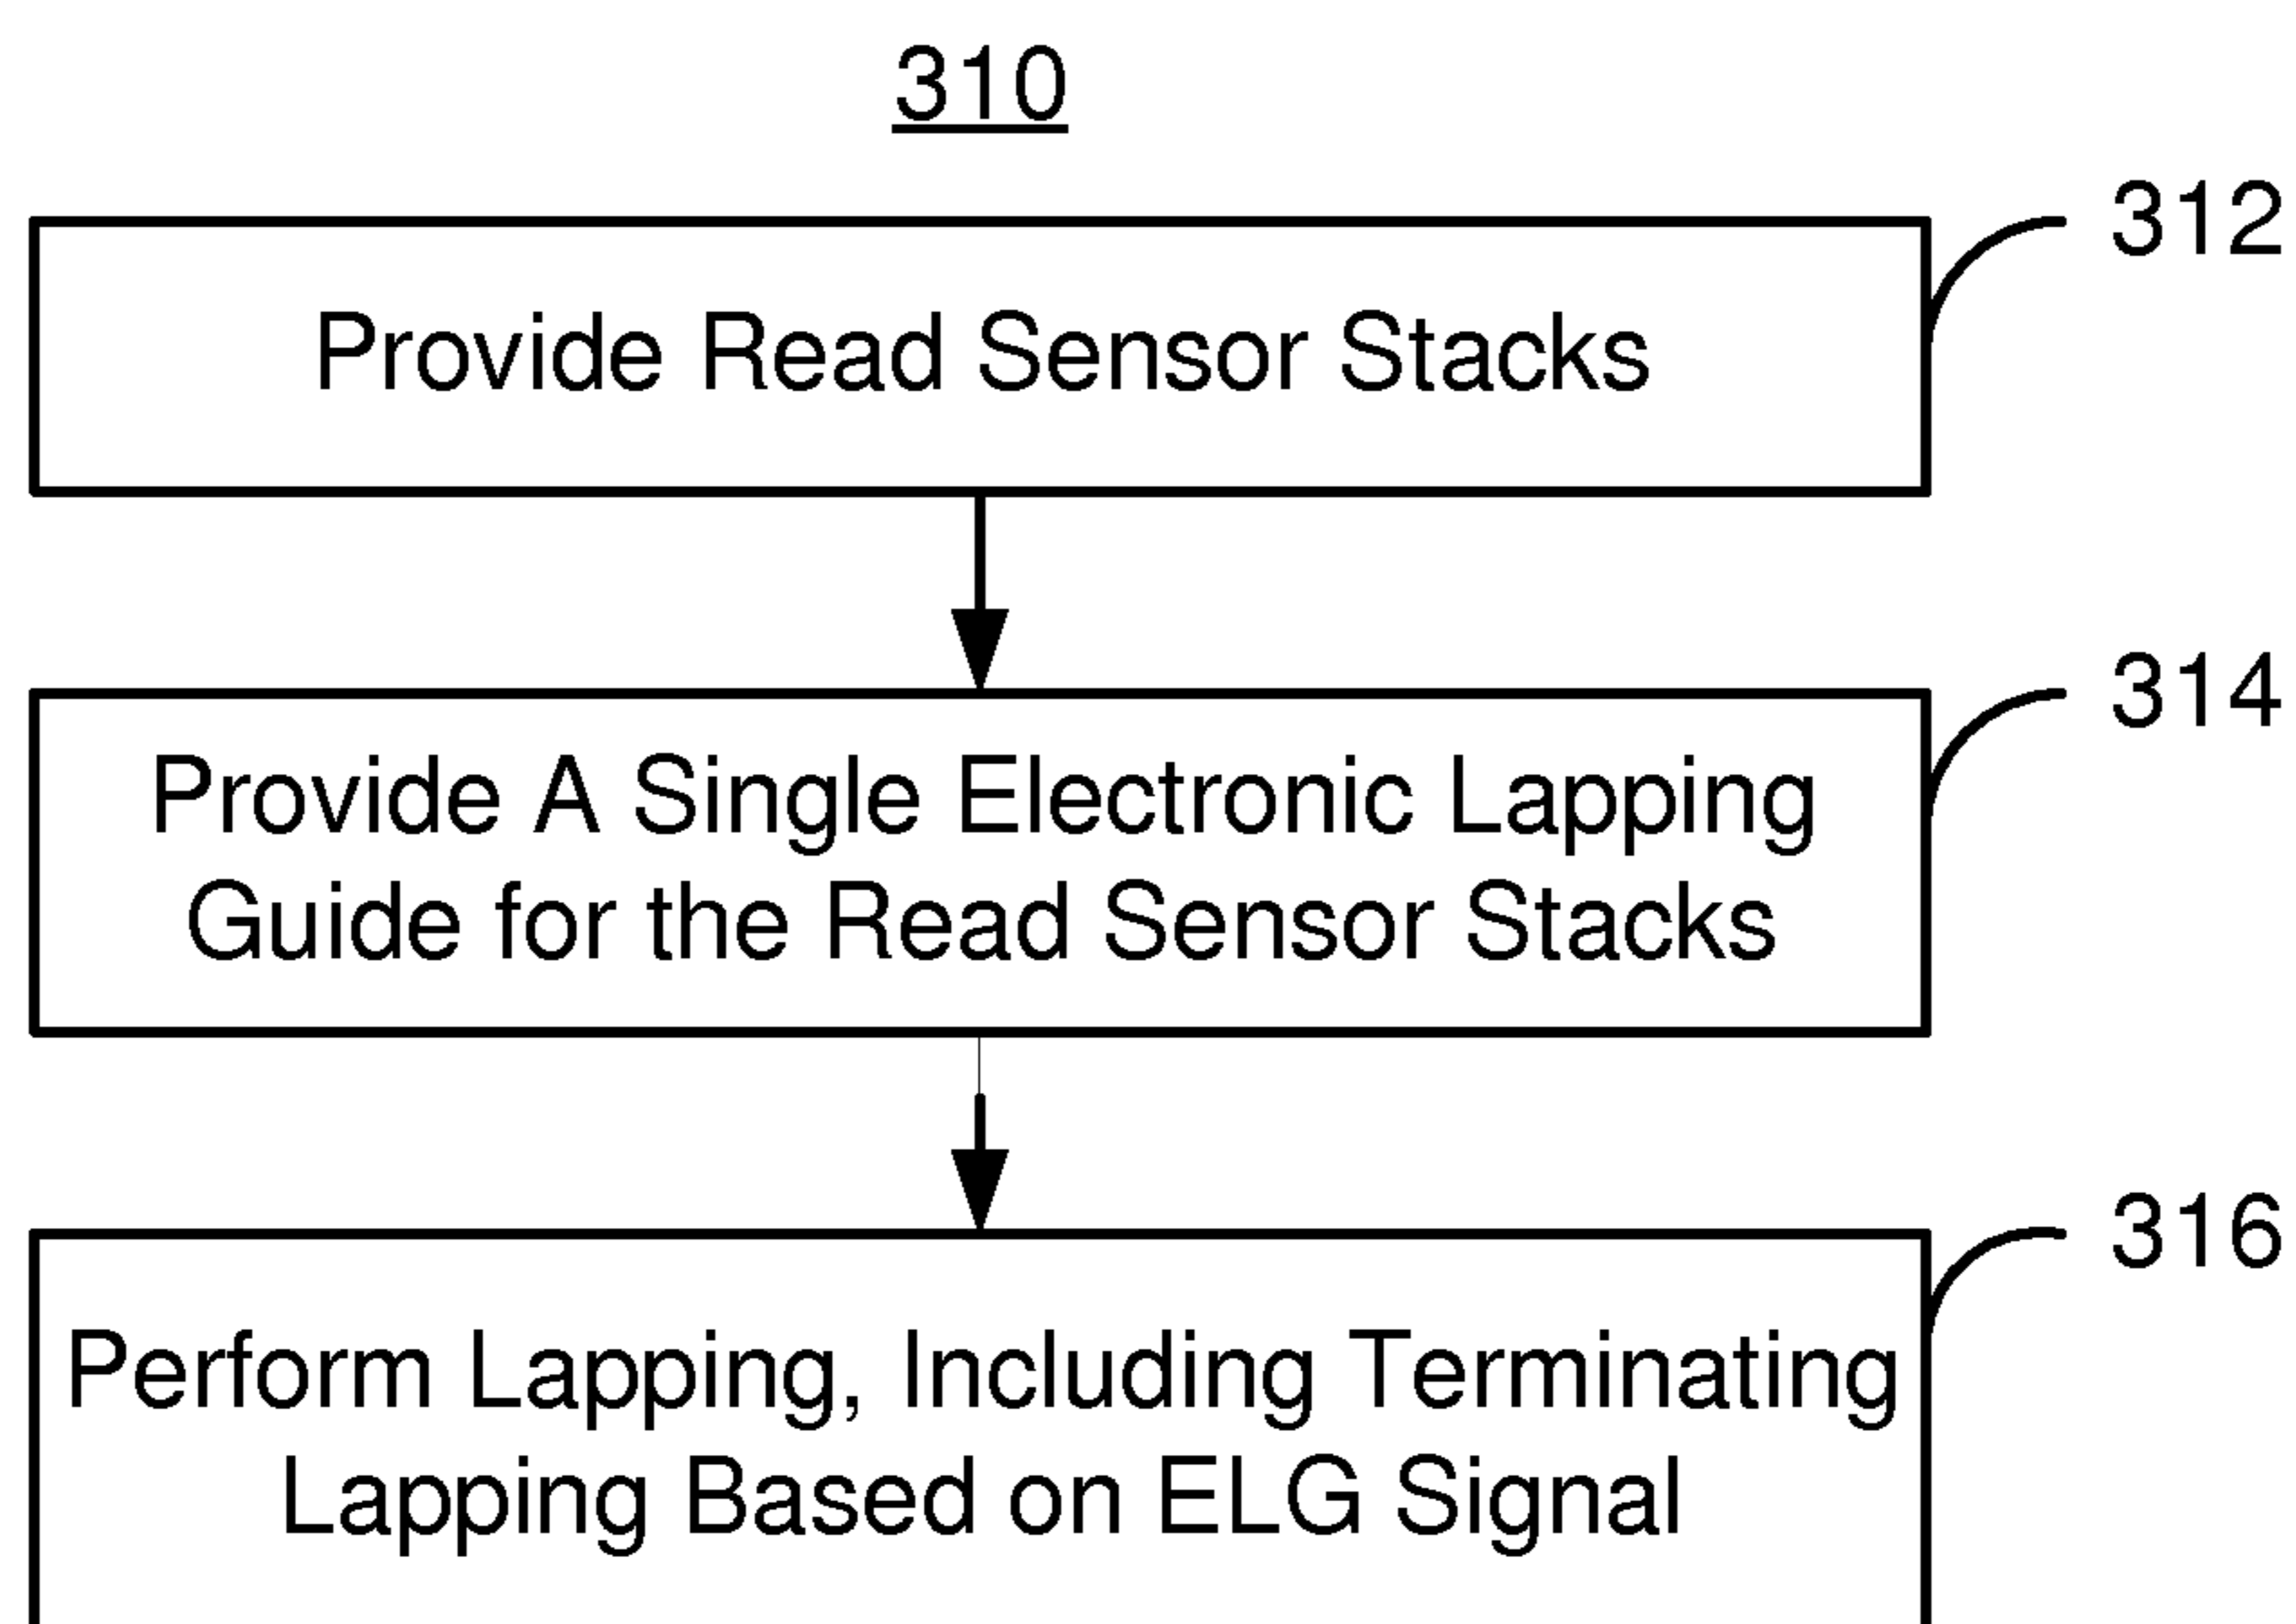 310
312
Provide Read Sensor Stacks
314
Provide A Single Electronic Lapping
Guide for the Read Sensor Stacks
316
Perform Lapping, Including Terminating
Lapping Based on ELG Signal